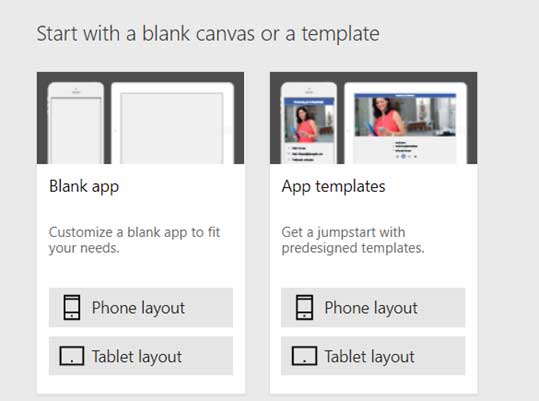 Start with a blank canvas or a template
Blank app
Customize a blank app to fit
your needs.
Phone layout
Tablet layout
App templates
Get a jumpstart with
predesigned templates.
Phone layout
Tablet layout